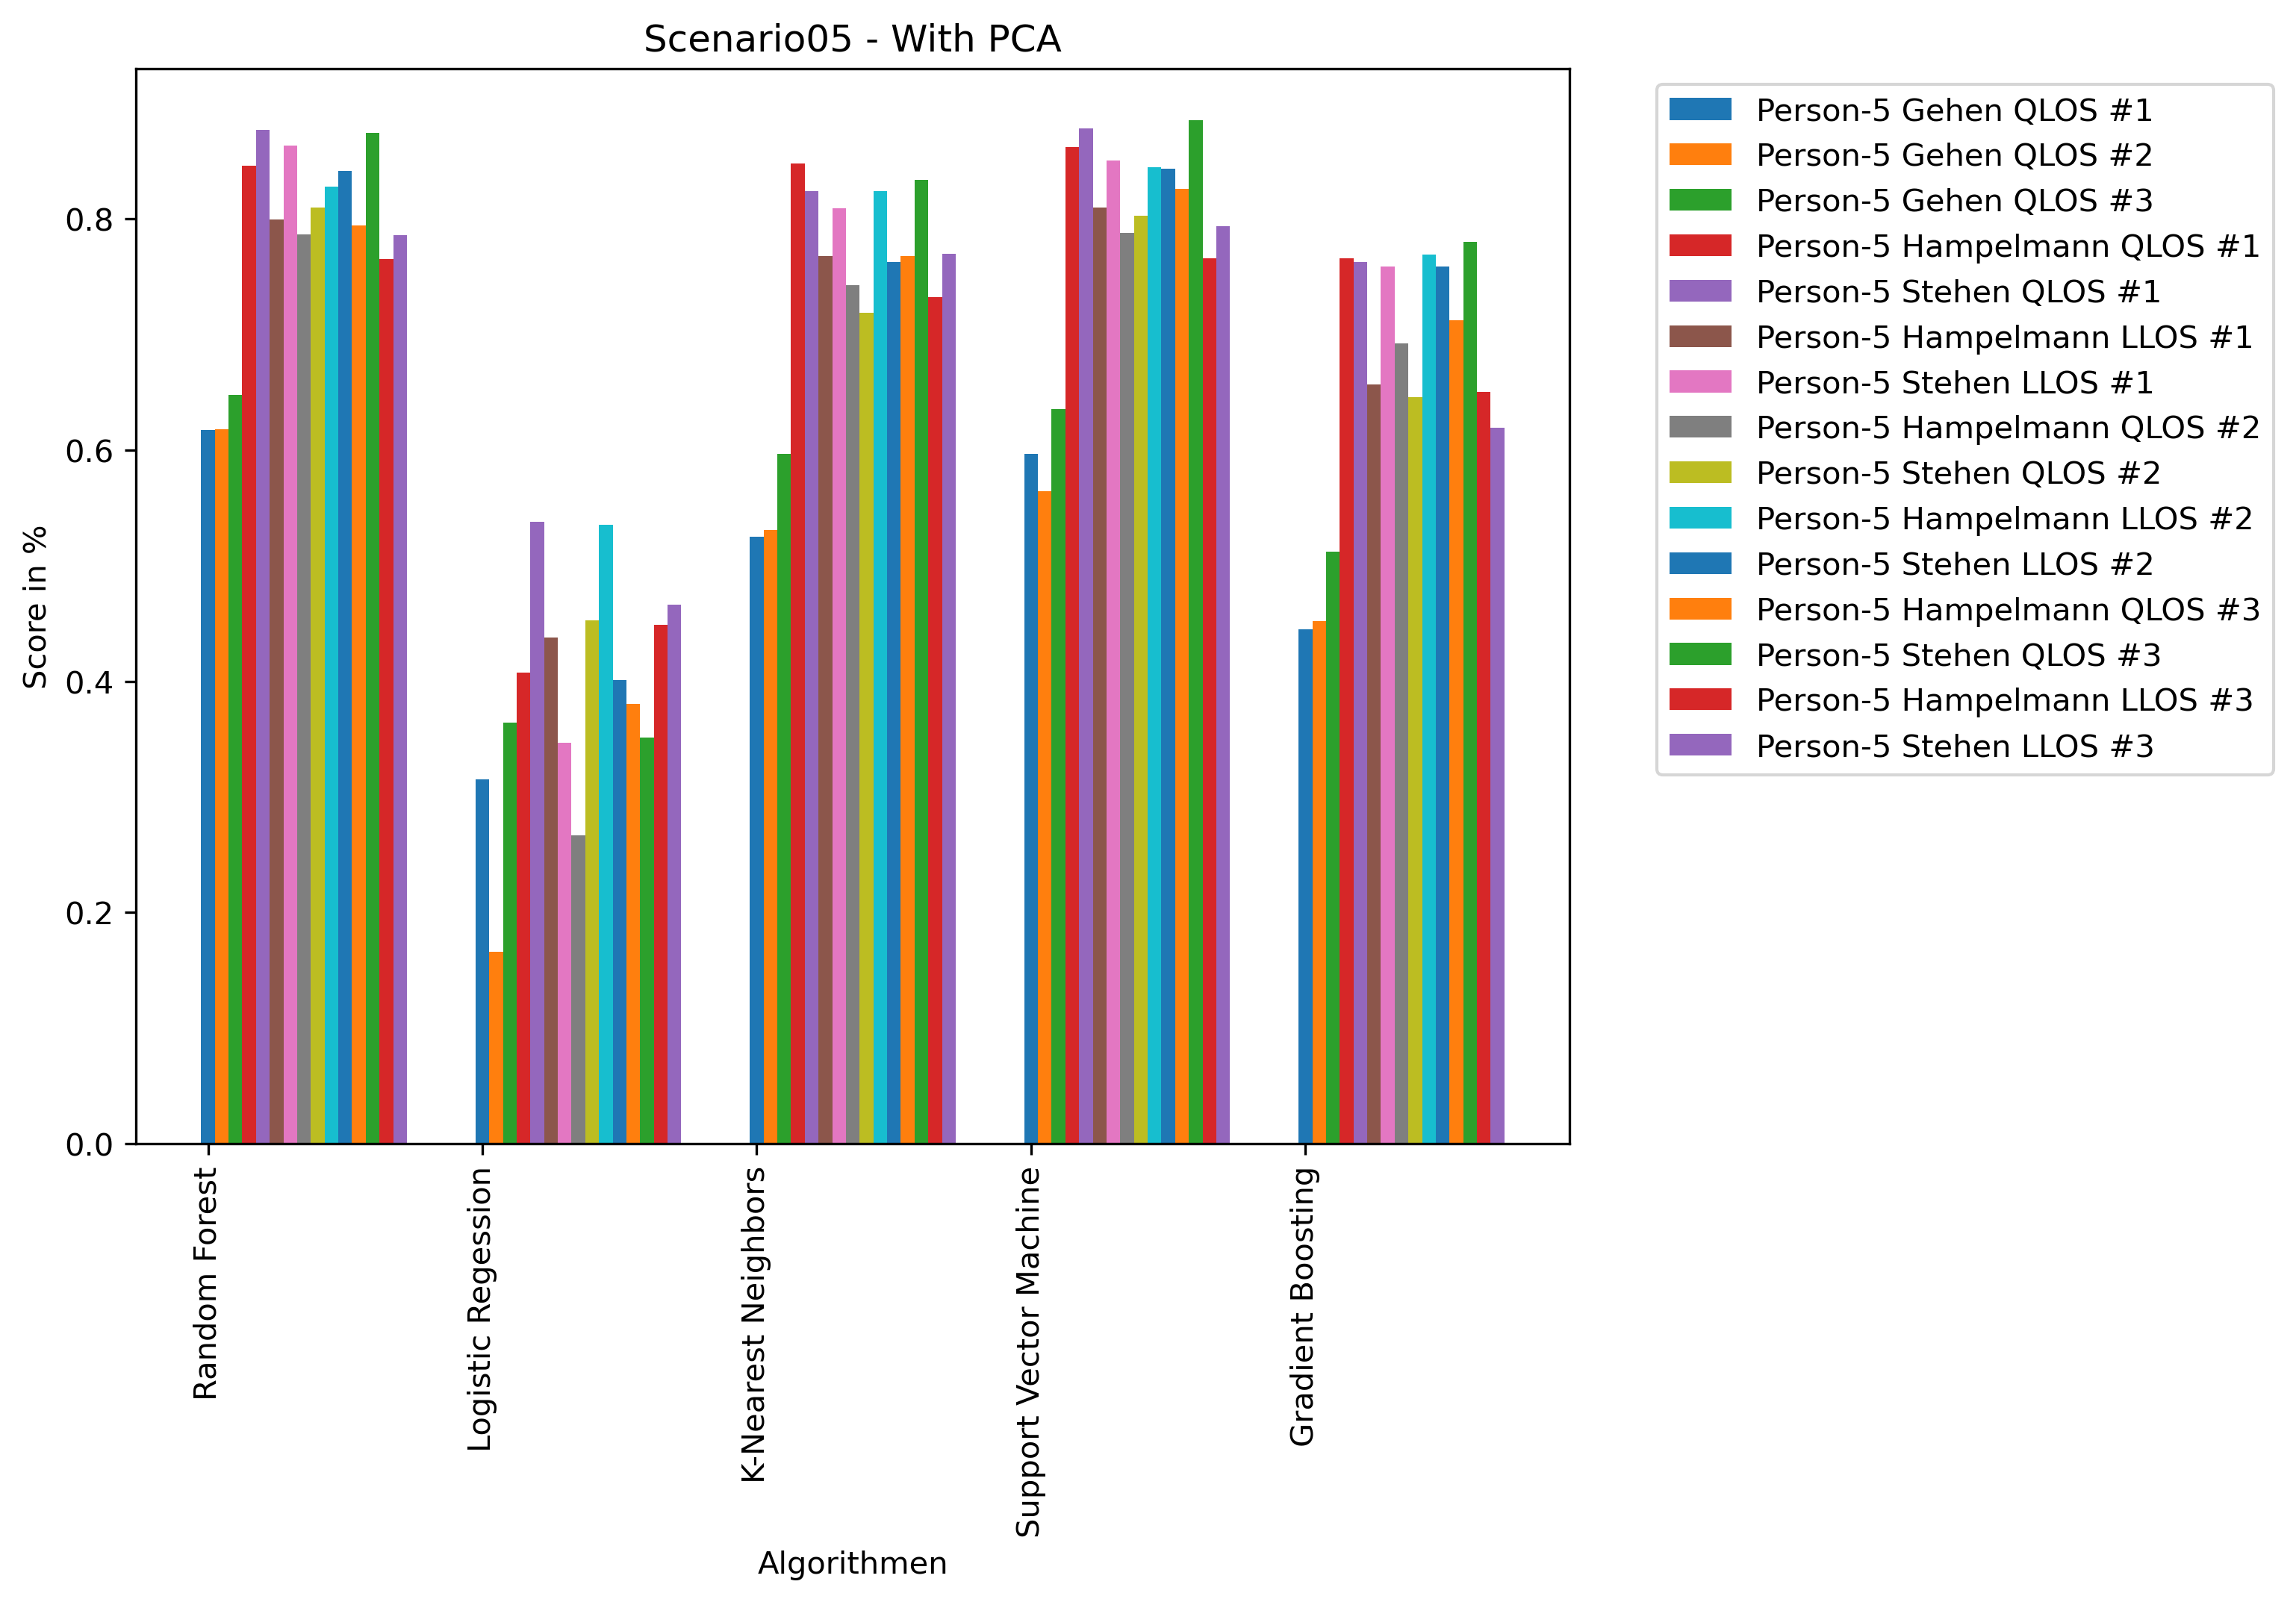 Scenario05 - With PCA
Score in %
0.8
0.6
0.4
0.2
0.0
Random Forest
Logistic Regession
K-Nearest Neighbors
Support Vector Machine
Gradient Boosting
Algorithmen
Person-5 Gehen QLOS #1
Person-5 Gehen QLOS #2
Person-5 Gehen QLOS #3
Person-5 Hampelmann QLOS #1
Person-5 Stehen QLOS #1
Person-5 Hampelmann LLOS #1
Person-5 Stehen LLOS #1
Person-5 Hampelmann QLOS #2
Person-5 Stehen QLOS #2
Person-5 Hampelmann LLOS #2
Person-5 Stehen LLOS #2
Person-5 Hampelmann QLOS #3
Person-5 Stehen QLOS #3
Person-5 Hampelmann LLOS #3
Person-5 Stehen LLOS #3